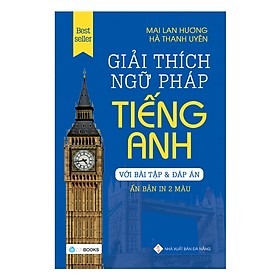 Best
seller
MAI LAN HƯƠNG
HÀ THANH UYÊN
GIẢI THÍCH
NGỮ PHÁP
TIẾNG
ANH
VỚI BÀI TẬP & ĐÁP ÁN
ẤN BẢN IN 2 MÀU
BOOKS
NHÀ XUẤT BẢN ĐÀ NẴNG